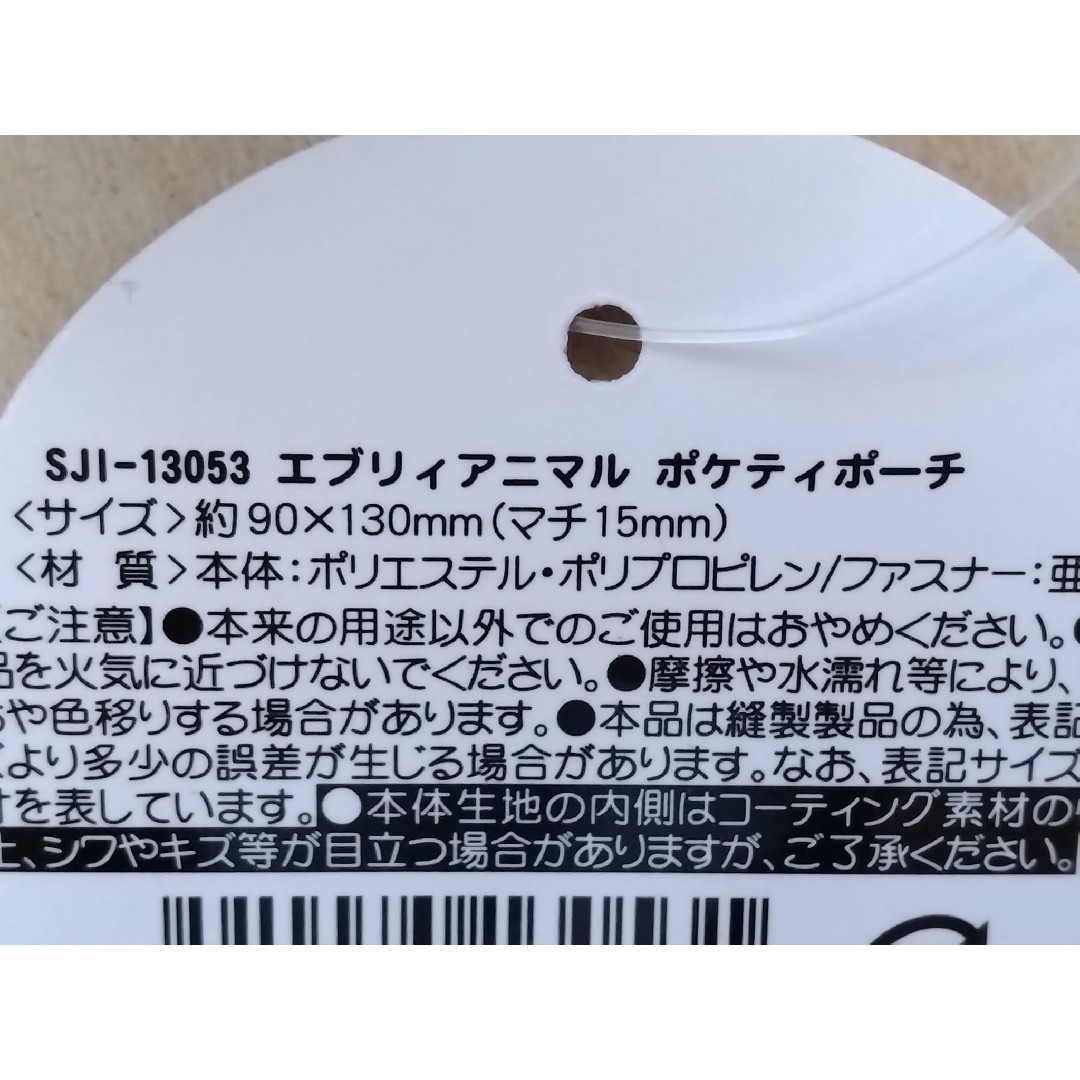 SJI-13053 エブリィアニマル ポケティポーチ
<サイズ>約90×130mm(マチ15mm)
<材 質>本体:ポリエステル・ポリプロピレン/ファスナー:亜
ご注意】●本来の用途以外でのご使用はおやめください。●
品を火気に近づけないでください。●摩擦や水濡れ等により、
や色移りする場合があります。●本品は縫製製品の為、表記
より多少の誤差が生じる場合があります。なお、表記サイズ
を表しています。●本体生地の内側はコーティング素材の
上、シワやキズ等が目立つ場合がありますが、ご了承ください。